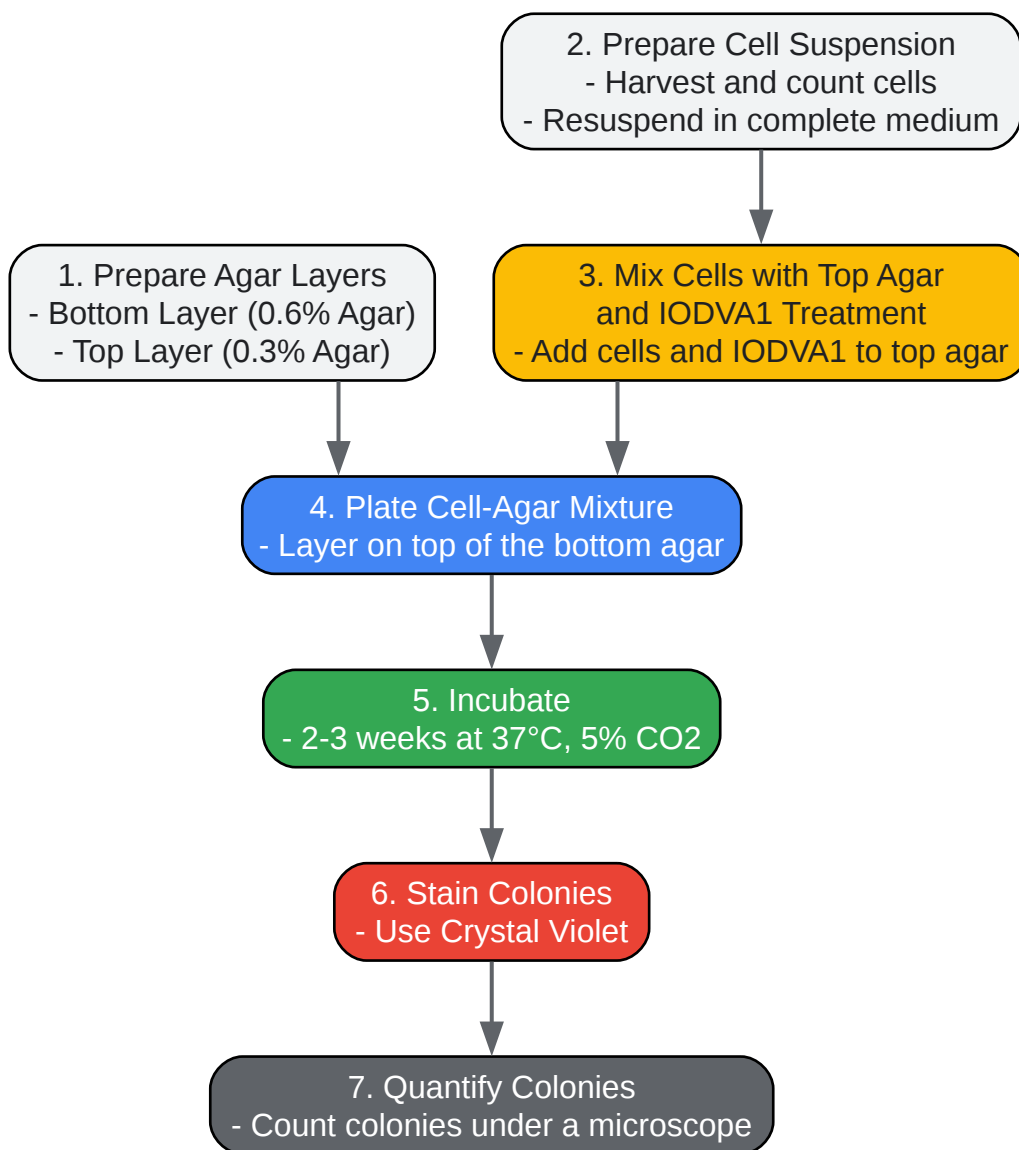 2. Prepare Cell Suspension
- Harvest and count cells
- Resuspend in complete medium
1. Prepare Agar Layers
- Bottom Layer (0.6% Agar)
- Top Layer (0.3% Agar)
3. Mix Cells with Top Agar
and IODVA1 Treatment
- Add cells and IODVA1 to top agar
4. Plate Cell-Agar Mixture
- Layer on top of the bottom agar
5. Incubate
- 2-3 weeks at 37°C, 5% CO2
6. Stain Colonies
- Use Crystal Violet
7. Quantify Colonies
- Count colonies under a microscope